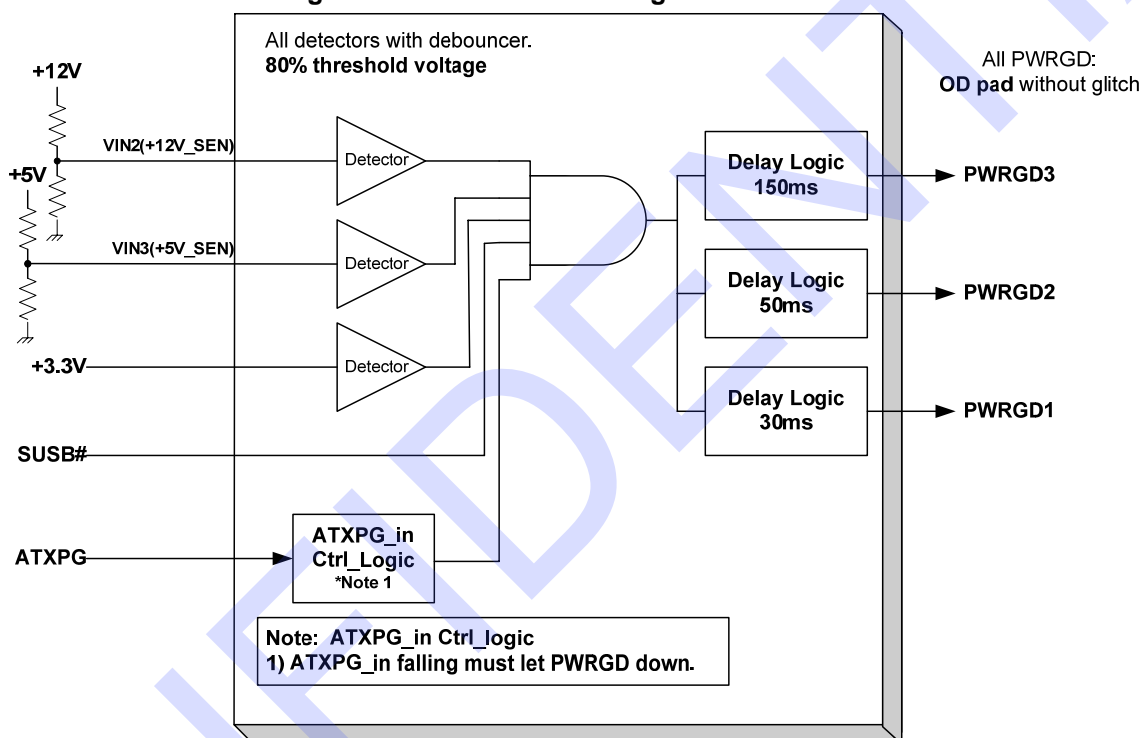 All detectors with debouncer.
80% threshold voltage
All PWRGD:
OD pad without glitch
+12V
VIN2(+12V_SEN)
Detector
Delay Logic
150ms
PWRGD3
+5V
VIN3(+5V_SEN)
Detector
Delay Logic
50ms
PWRGD2
+3.3V
Detector
Delay Logic
30ms
PWRGD1
SUSB#
ATXPG
ATXPG_in
Ctrl_Logic
*Note 1
Note: ATXPG_in Ctrl_logic
1) ATXPG_in falling must let PWRGD down.